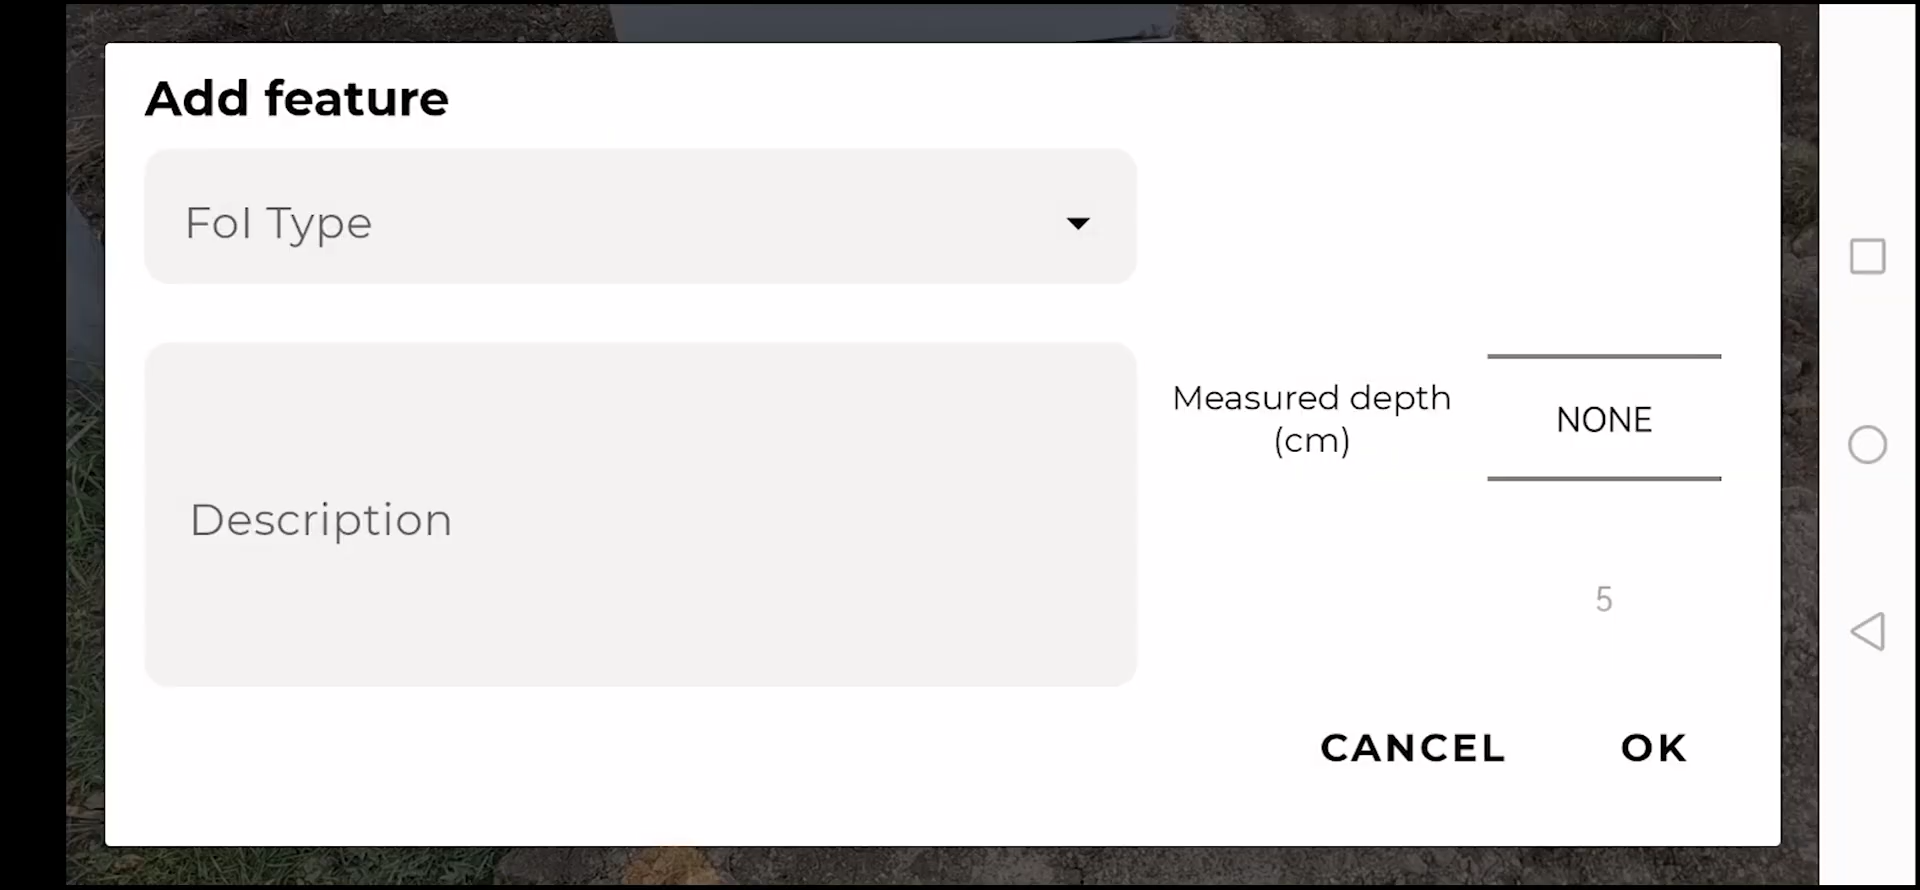 Add feature
FoI Type
Description
Measured depth
(cm)
NONE
5
CANCEL
OK